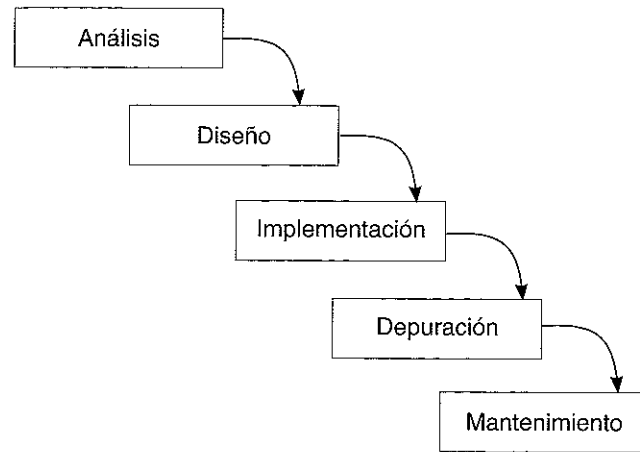 Análisis
Diseño
Implementación
Depuración
Mantenimiento